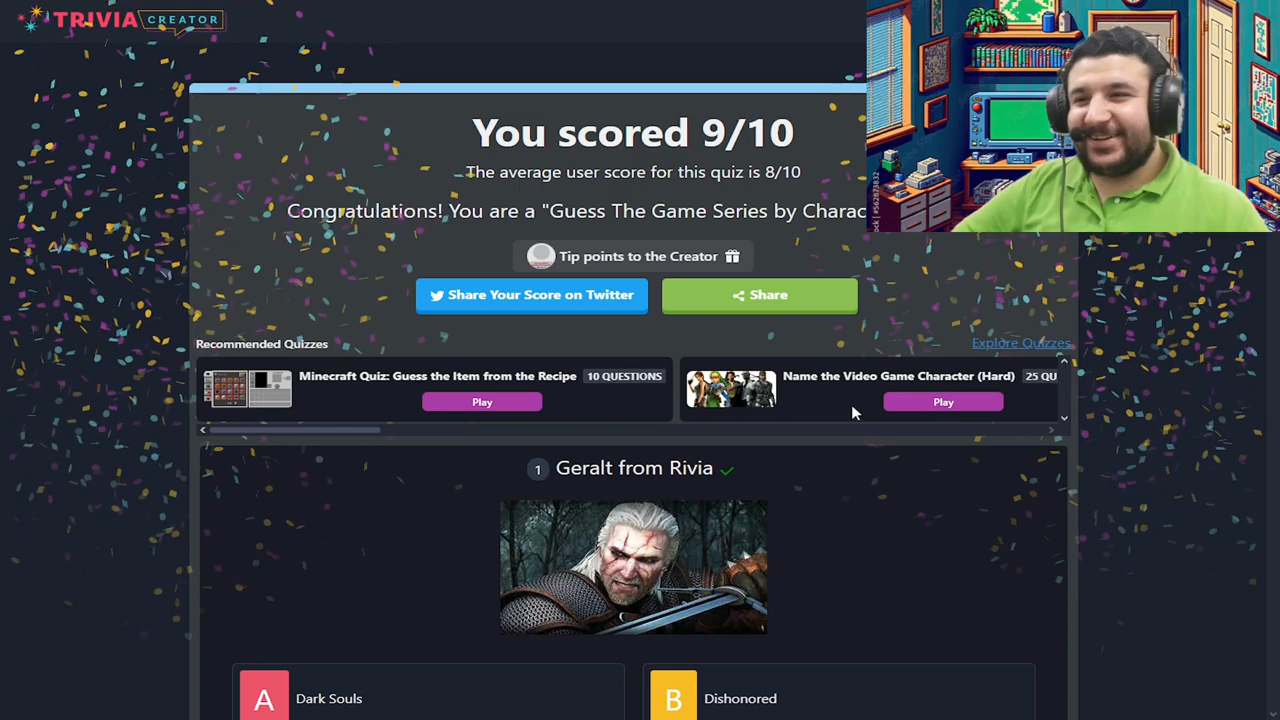 TRIVIA CREATOR
You scored 9/10
The average user score for this quiz is 8/10
Congratulations! You are a "Guess The Game Series by Charac
Tip points to the Creator
Share Your Score on Twitter
Share
Recommended Quizzes
Explore Quizzes
Minecraft Quiz: Guess the Item from the Recipe
10 QUESTIONS
Play
Name the Video Game Character (Hard)
25 QU
Play
1 Geralt from Rivia
A Dark Souls
B Dishonored
ock | #562873832